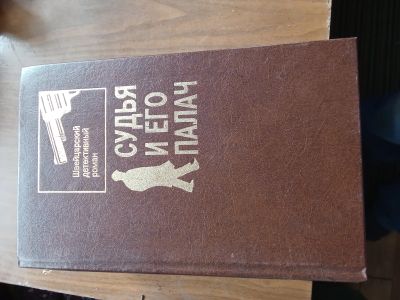 Швейцарский
детективный
роман
СУДЬЯ
И ЕГО
ПАЛАЧ